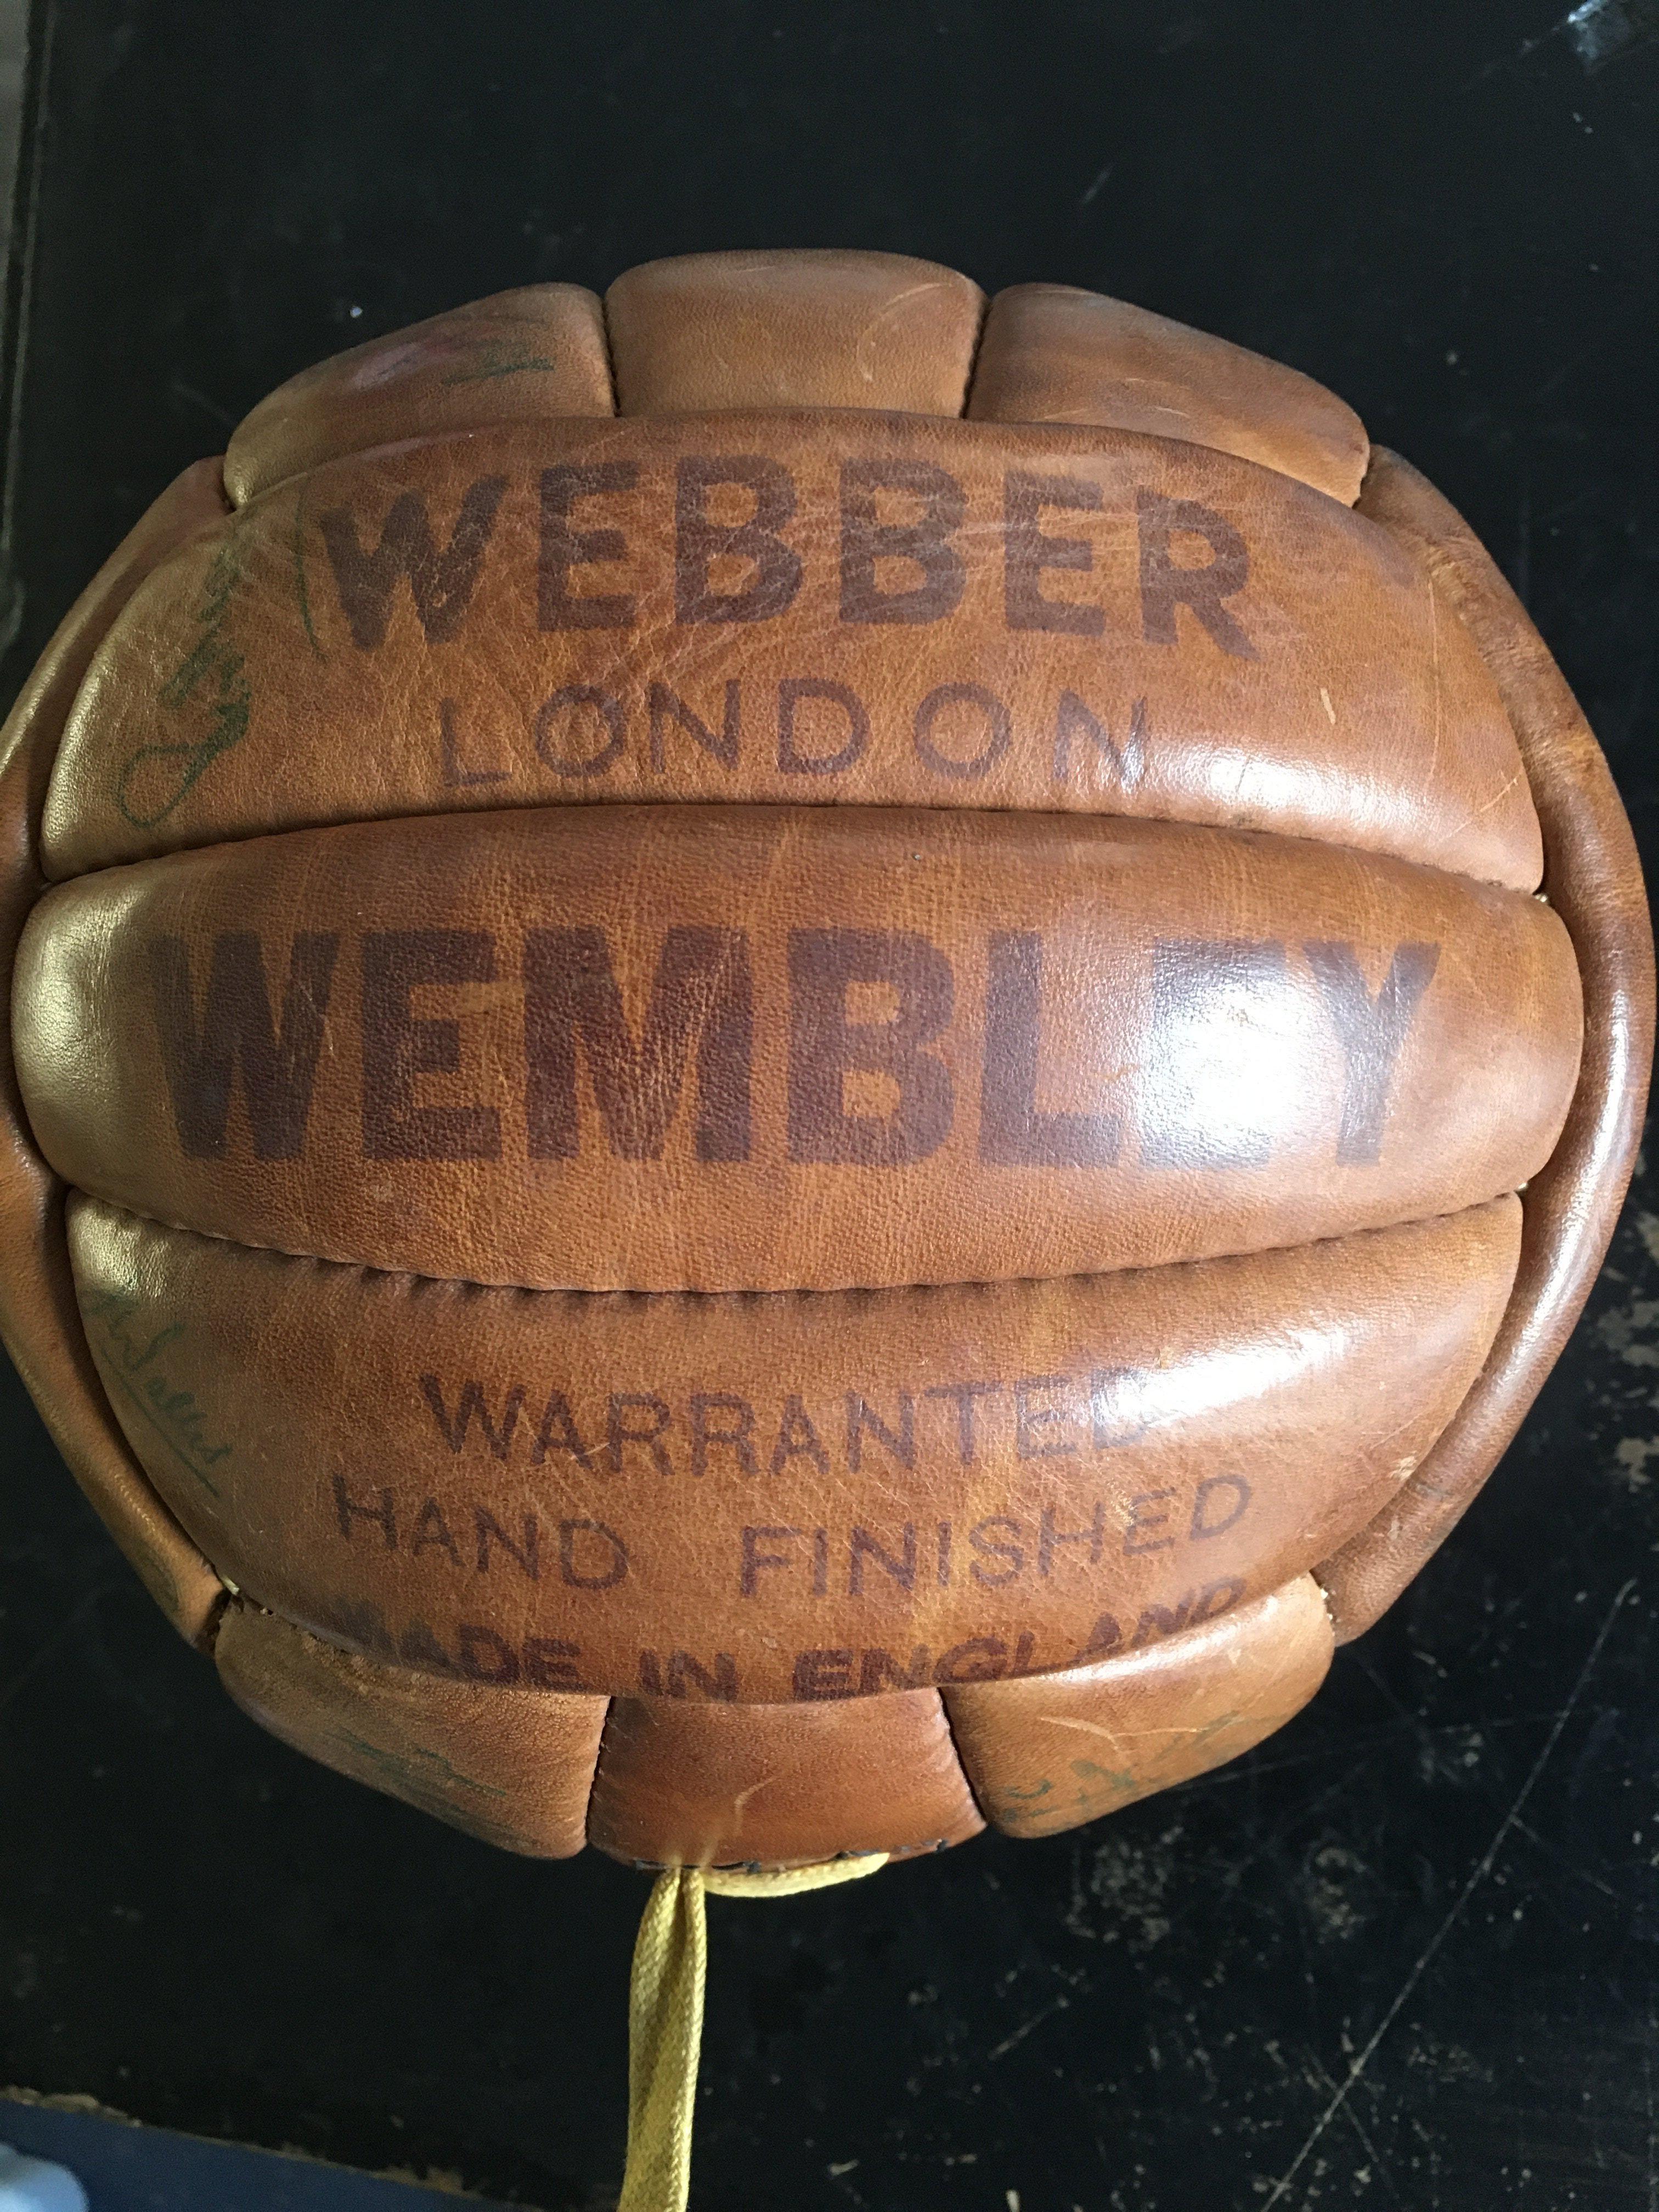 WEBBER
LONDON
WEMBLEY
WARRANTED
HAND FINISHED
MADE IN ENGLAND